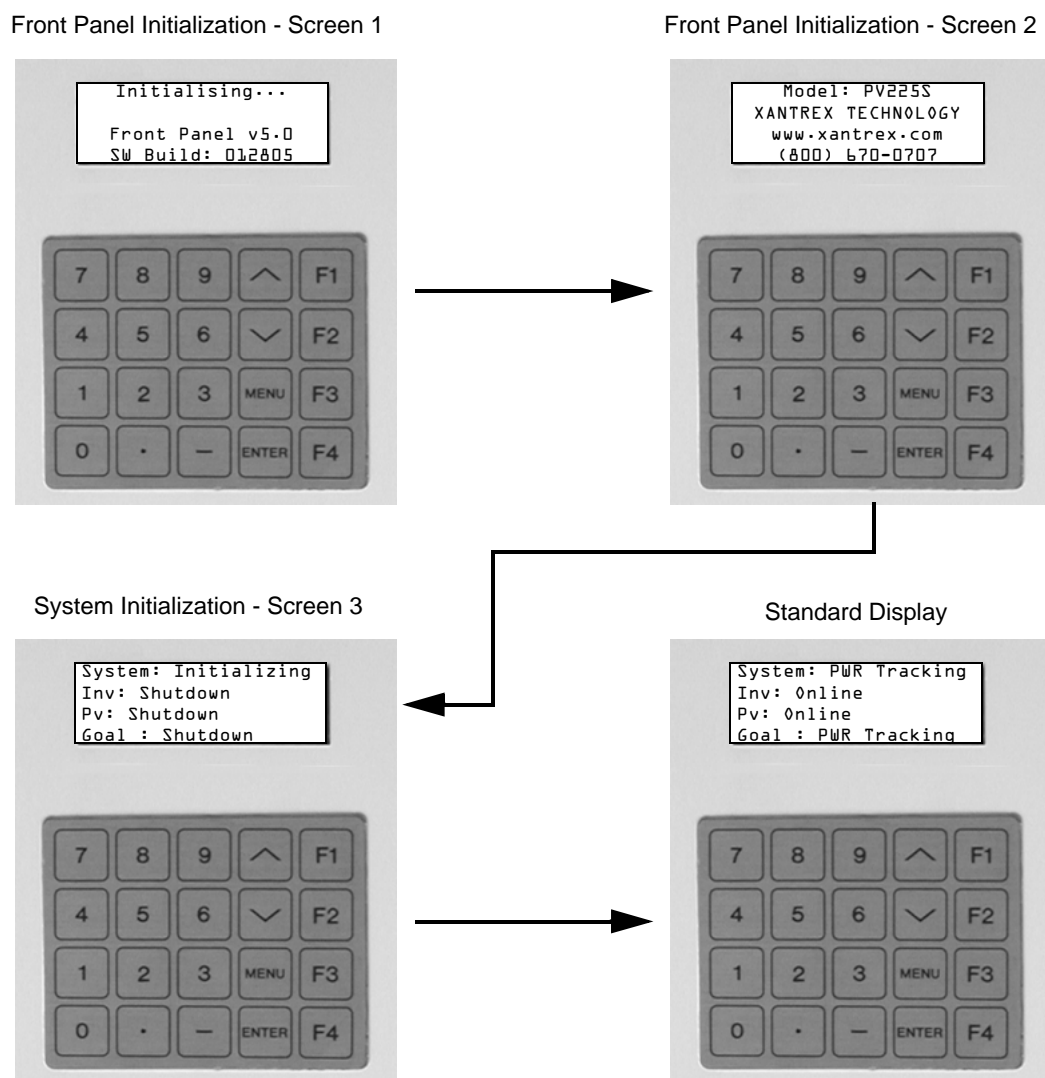 Front Panel Initialization - Screen 1
Initialising...
Front Panel v5.0
SW Build: 012805
7 8 9 F1
4 5 6 F2
1 2 3 MENU F3
0 . - ENTER F4
Front Panel Initialization - Screen 2
Model: PV225S
XANTREX TECHNOLOGY
www.xantrex.com
(800) 670-0707
7 8 9 F1
4 5 6 F2
1 2 3 MENU F3
0 . - ENTER F4
System Initialization - Screen 3
System: Initializing
Inv: Shutdown
Pv: Shutdown
Goal : Shutdown
7 8 9 F1
4 5 6 F2
1 2 3 MENU F3
0 . - ENTER F4
Standard Display
System: PWR Tracking
Inv: Online
Pv: Online
Goal : PWR Tracking
7 8 9 F1
4 5 6 F2
1 2 3 MENU F3
0 . - ENTER F4